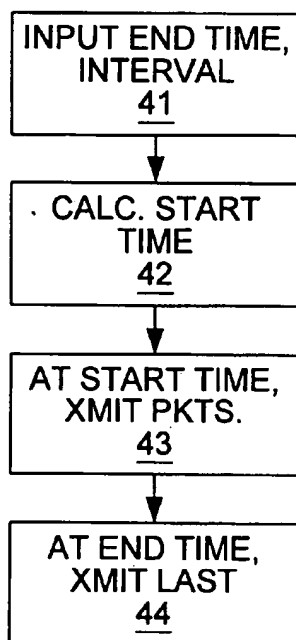 INPUT END TIME,
INTERVAL
41
CALC. START
TIME
42
AT START TIME,
XMIT PKTS.
43
AT END TIME,
XMIT LAST
44